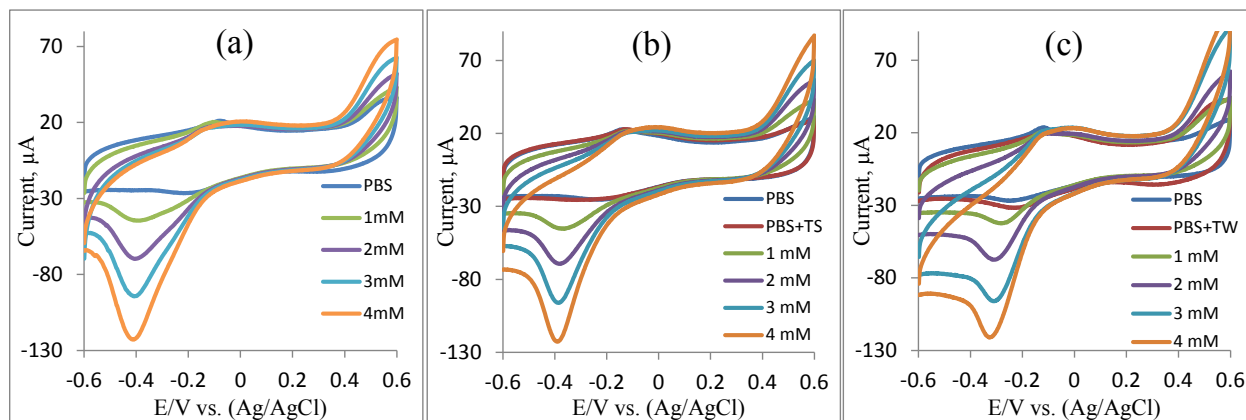 (a)
70
20
-30
-80
-130
-0.6
-0.4
-0.2
0
0.2
0.4
0.6
Current, µA
E/V vs. (Ag/AgCl)
PBS
1mM
2mM
3mM
4mM
(b)
70
20
-30
-80
-130
-0.6
-0.4
-0.2
0
0.2
0.4
0.6
Current, µA
E/V vs. (Ag/AgCl)
PBS
PBS+TS
1 mM
2 mM
3 mM
4 mM
(c)
70
20
-30
-80
-130
-0.6
-0.4
-0.2
0
0.2
0.4
0.6
Current, µA
E/V vs. (Ag/AgCl)
PBS
PBS+TW
1 mM
2 mM
3 mM
4 mM